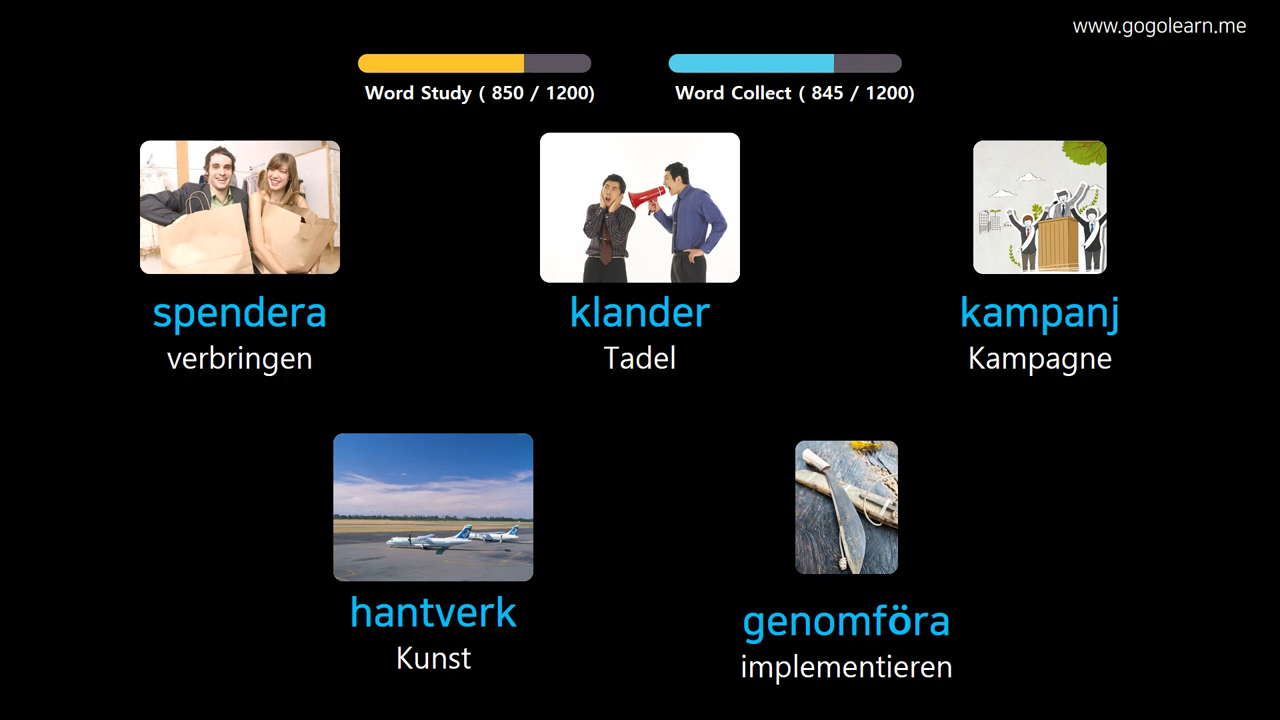 www.gogolearn.me
Word Study ( 850 / 1200)
Word Collect ( 845 / 1200)
spendera
verbringen
klander
Tadel
kampanj
Kampagne
hantverk
Kunst
genomföra
implementieren